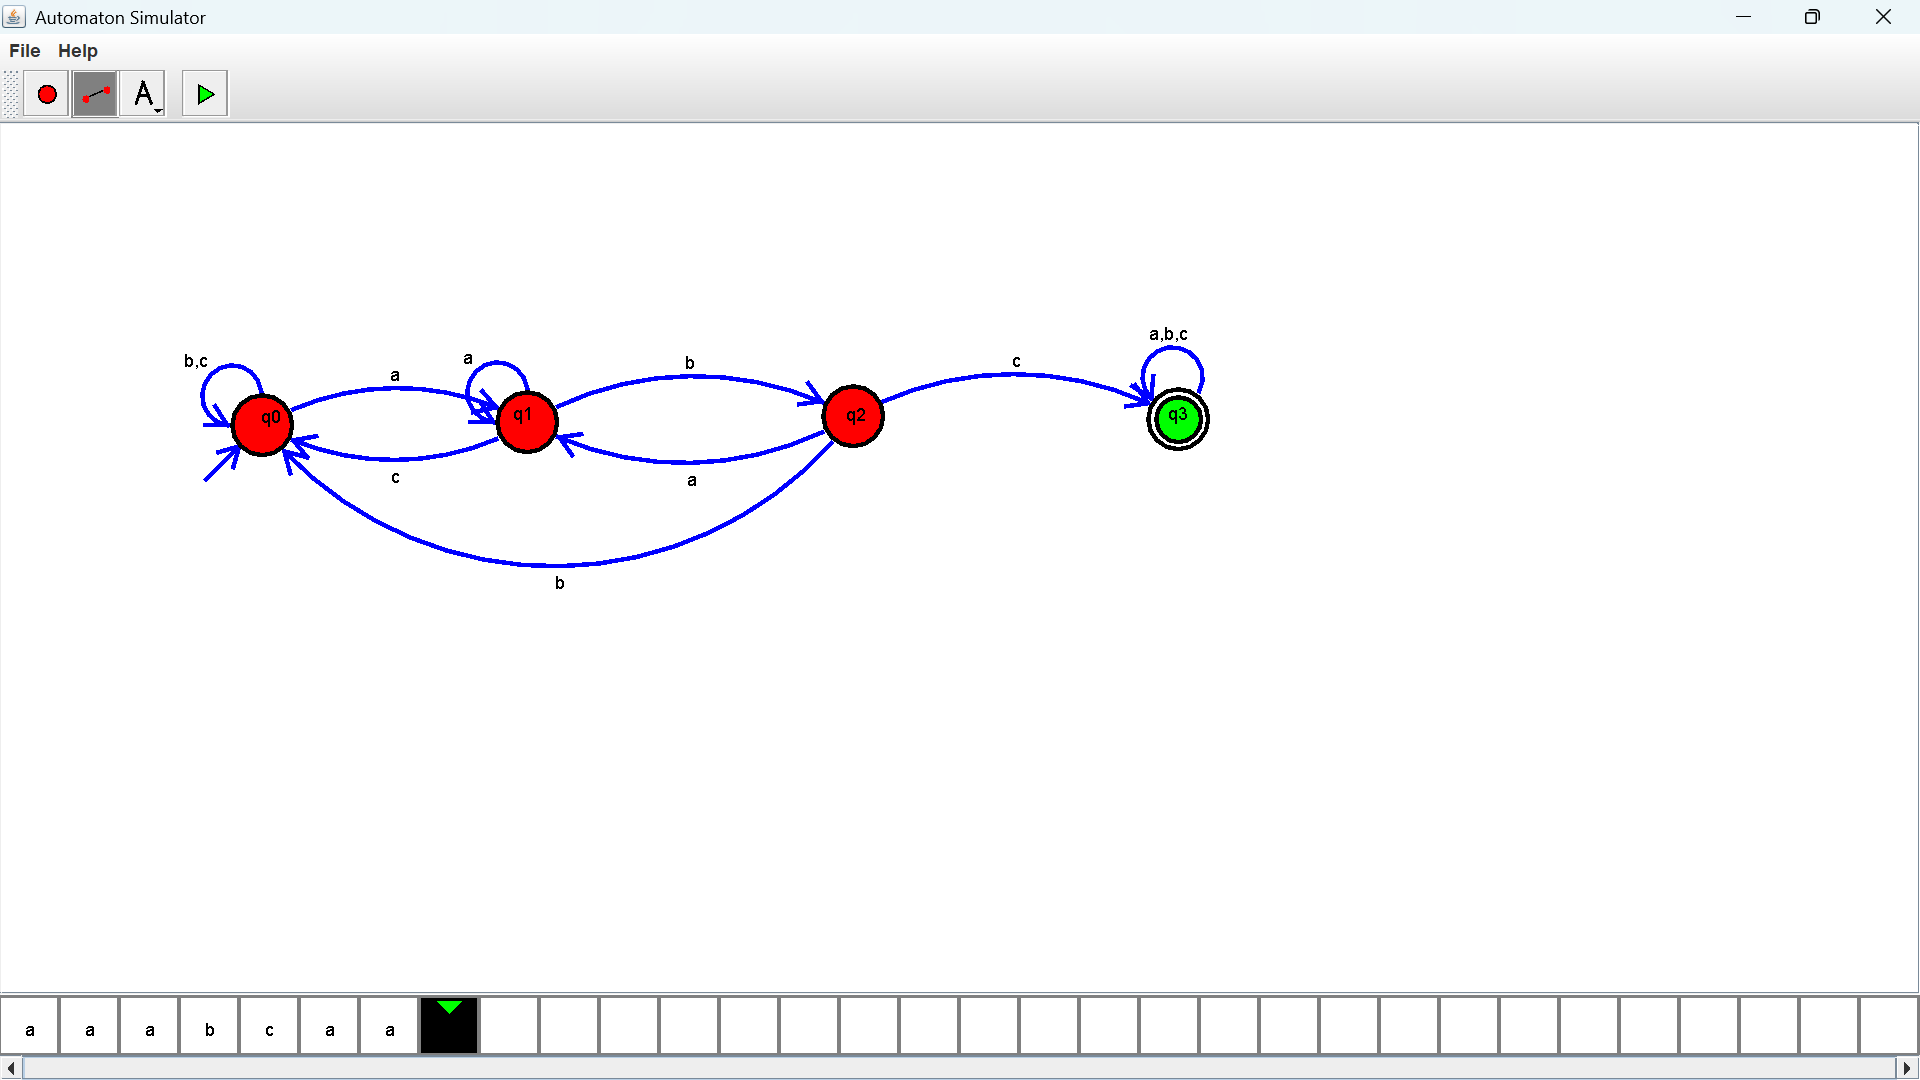 Automaton Simulator
File Help
A
a,b,c
b,c a a b c
q0 q1 q2 q3
c a
b
a a a b c a a